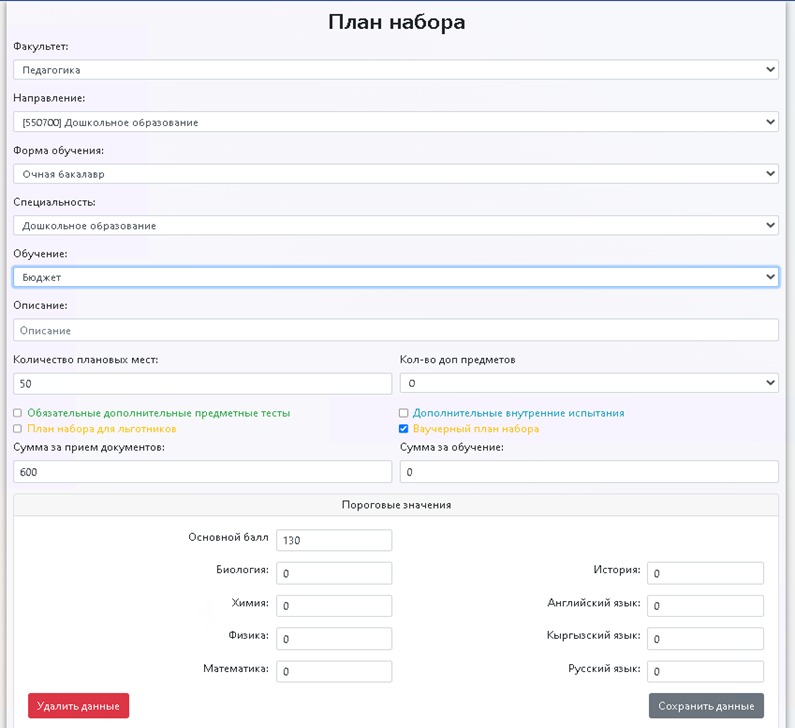 План набора
Факультет:
Педагогика
Направление:
[550700] Дошкольное образование
Форма обучения:
Очная бакалавр
Специальность:
Дошкольное образование
Обучение:
Бюджет
Описание:
Описание
Количество плановых мест: Кол-во доп предметов
50 0
Обязательные дополнительные предметные тесты Дополнительные внутренние испытания
План набора для льготников Ваучерный план набора
Сумма за прием документов: Сумма за обучение:
600 0
Пороговые значения
Основной балл 130
Биология: 0 История: 0
Химия: 0 Английский язык: 0
Физика: 0 Кыргызский язык: 0
Математика: 0 Русский язык: 0
Удалить данные Сохранить данные